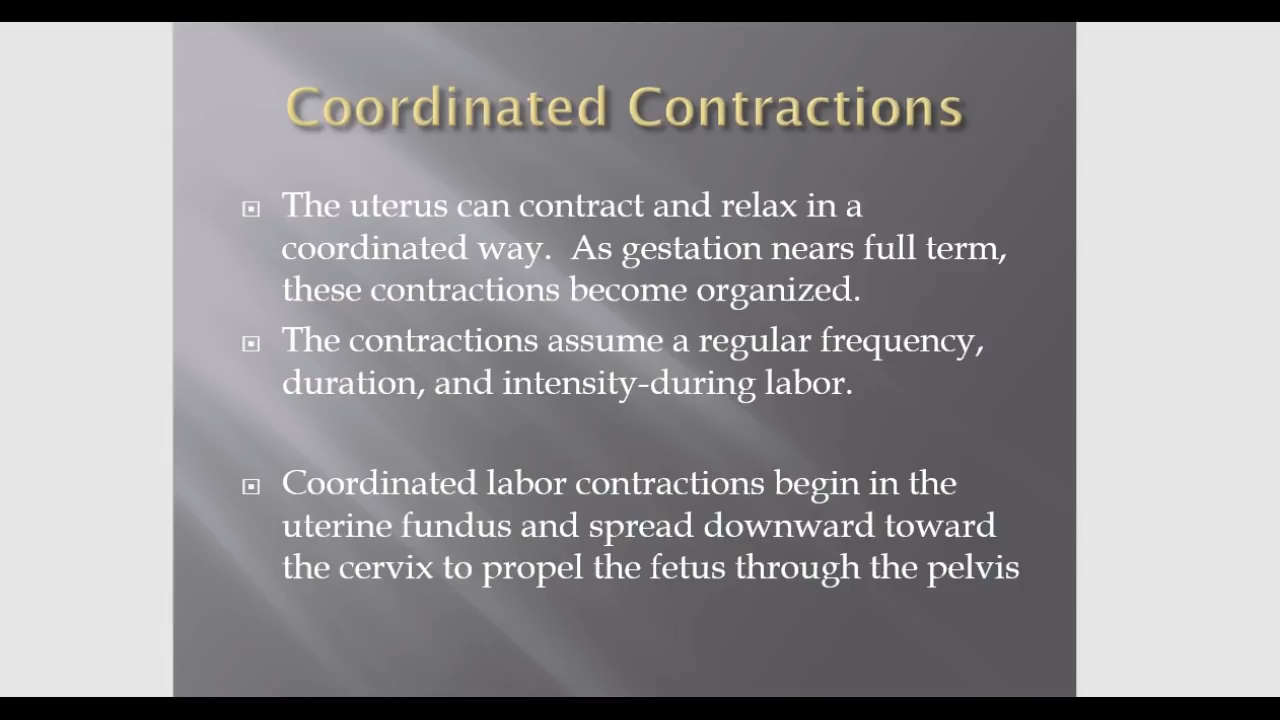 Coordinated Contractions
The uterus can contract and relax in a
coordinated way.  As gestation nears full term,
these contractions become organized.
The contractions assume a regular frequency,
duration, and intensity-during labor.
Coordinated labor contractions begin in the
uterine fundus and spread downward toward
the cervix to propel the fetus through the pelvis